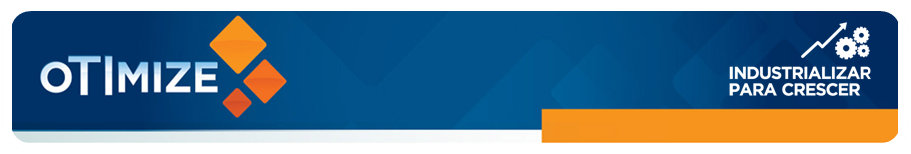 oTIMIZE
INDUSTRIALIZAR
PARA CRESCER